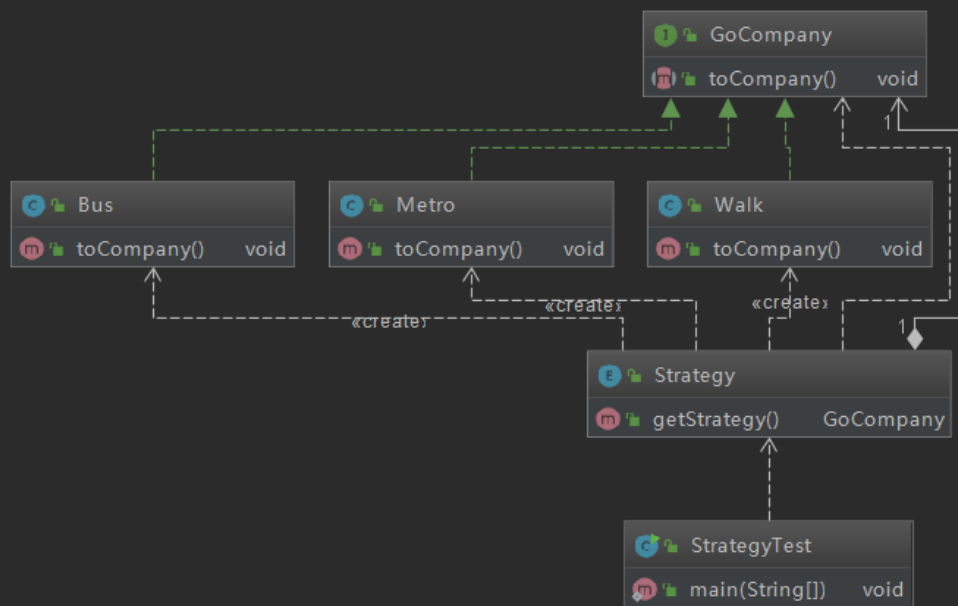 I GoCompany
m toCompany() void
1
C Bus
C Metro
C Walk
m toCompany() void
m toCompany() void
m toCompany() void
«create»
«create»
«create»
1
E Strategy
m getStrategy() GoCompany
C StrategyTest
m main(String[]) void